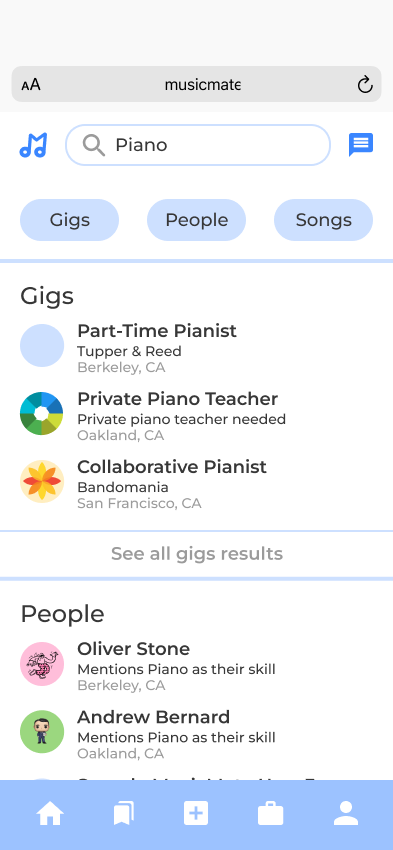 AA
musicmate
Piano
Gigs
People
Songs
Gigs
Part-Time Pianist
Tupper & Reed
Berkeley, CA
Private Piano Teacher
Private piano teacher needed
Oakland, CA
Collaborative Pianist
Bandomania
San Francisco, CA
See all gigs results
People
Oliver Stone
Mentions Piano as their skill
Berkeley, CA
Andrew Bernard
Mentions Piano as their skill
Oakland, CA